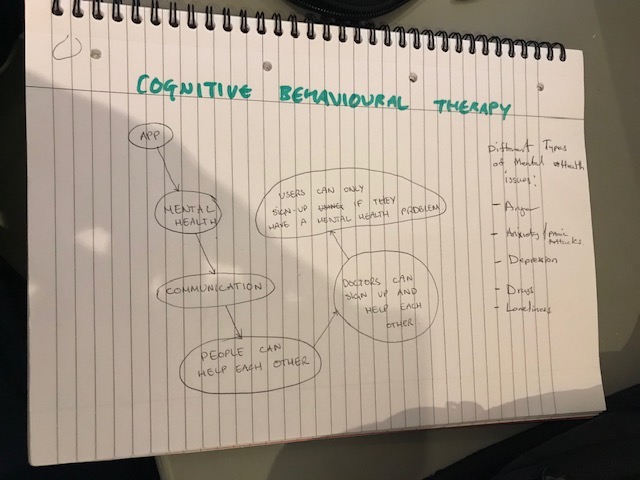 COGNITIVE BEHAVIOURAL THERAPY
APP
MENTAL
HEALTH
COMMUNICATION
PEOPLE CAN
HELP EACH OTHER
DOCTORS CAN
SIGN UP AND
HELP EACH
OTHER
USERS CAN ONLY
SIGN-UP IF THEY
HAVE A MENTAL HEALTH PROBLEM
Different Types
of Mental Health
issues:
- Anger
- Anxiety/panic
attacks
- Depression
- Drugs
- Loneliness